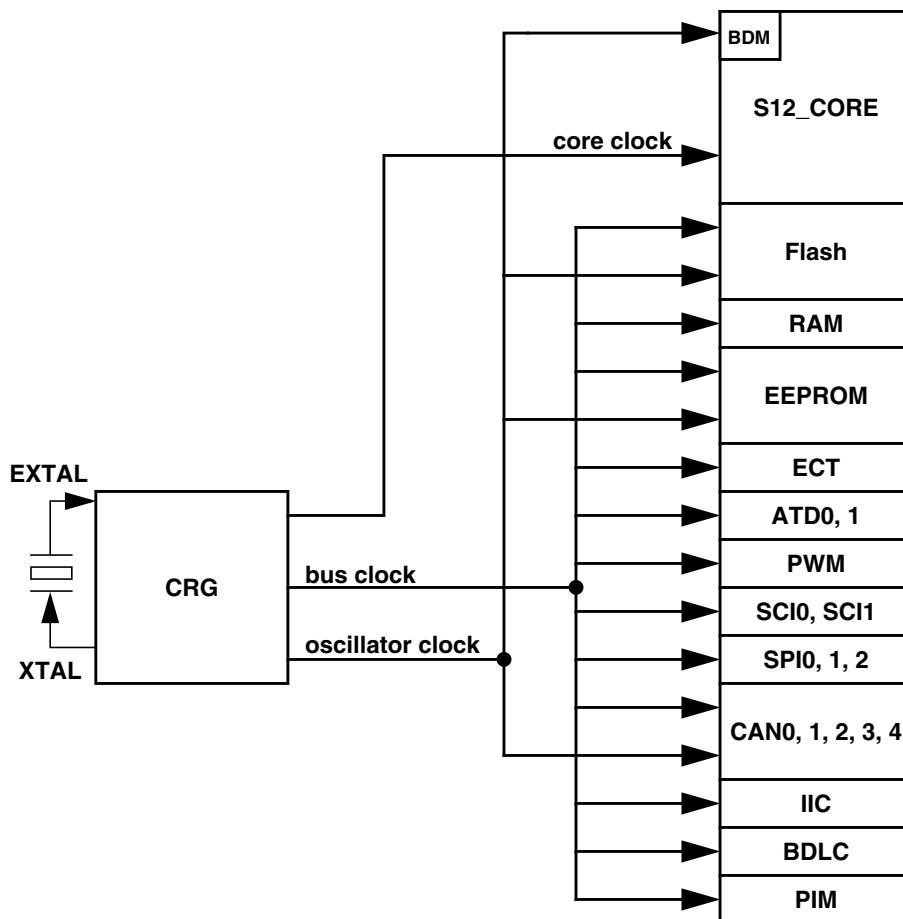 BDM
S12_CORE
core clock
Flash
RAM
EEPROM
EXTAL
ECT
ATD0, 1
PWM
CRG
bus clock
SCI0, SCI1
oscillator clock
SPI0, 1, 2
XTAL
CAN0, 1, 2, 3, 4
IIC
BDLC
PIM